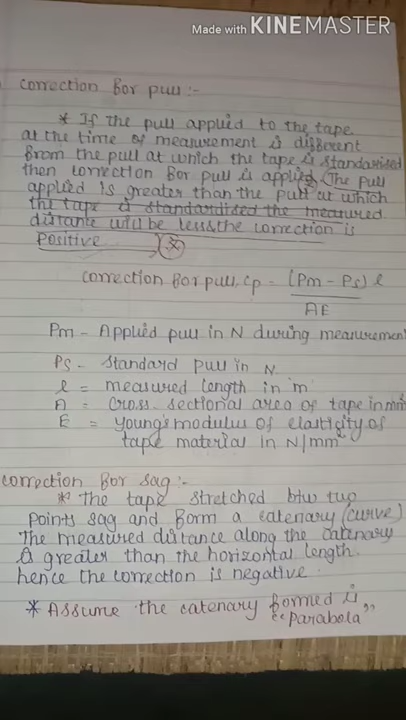 Made with KINEMASTER
Correction For pull :-
* If the pull applied to the tape
at the time of measurement is different
from the pull at which the tape is standarised
then correction for pull is applied. The pull
applied is greater than the pull at which
the tape is standardised the measured
distance will be less & the correction is
Positive
Correction for pull, Cp = (Pm - Ps) l
AE
Pm - Applied pull in N during measurement
Ps - Standard pull in N
l = measured length in m
A = Cross-sectional area of tape in mm²
E = Young's modulus of elasticity of
tape material in N/mm²
Correction For sag :-
* The tape stretched btw two
points sag and form a catenary (curve)
The measured distance along the catenary
is greater than the horizontal length.
hence the correction is negative.
* Assume the catenary formed is
"Parabola"